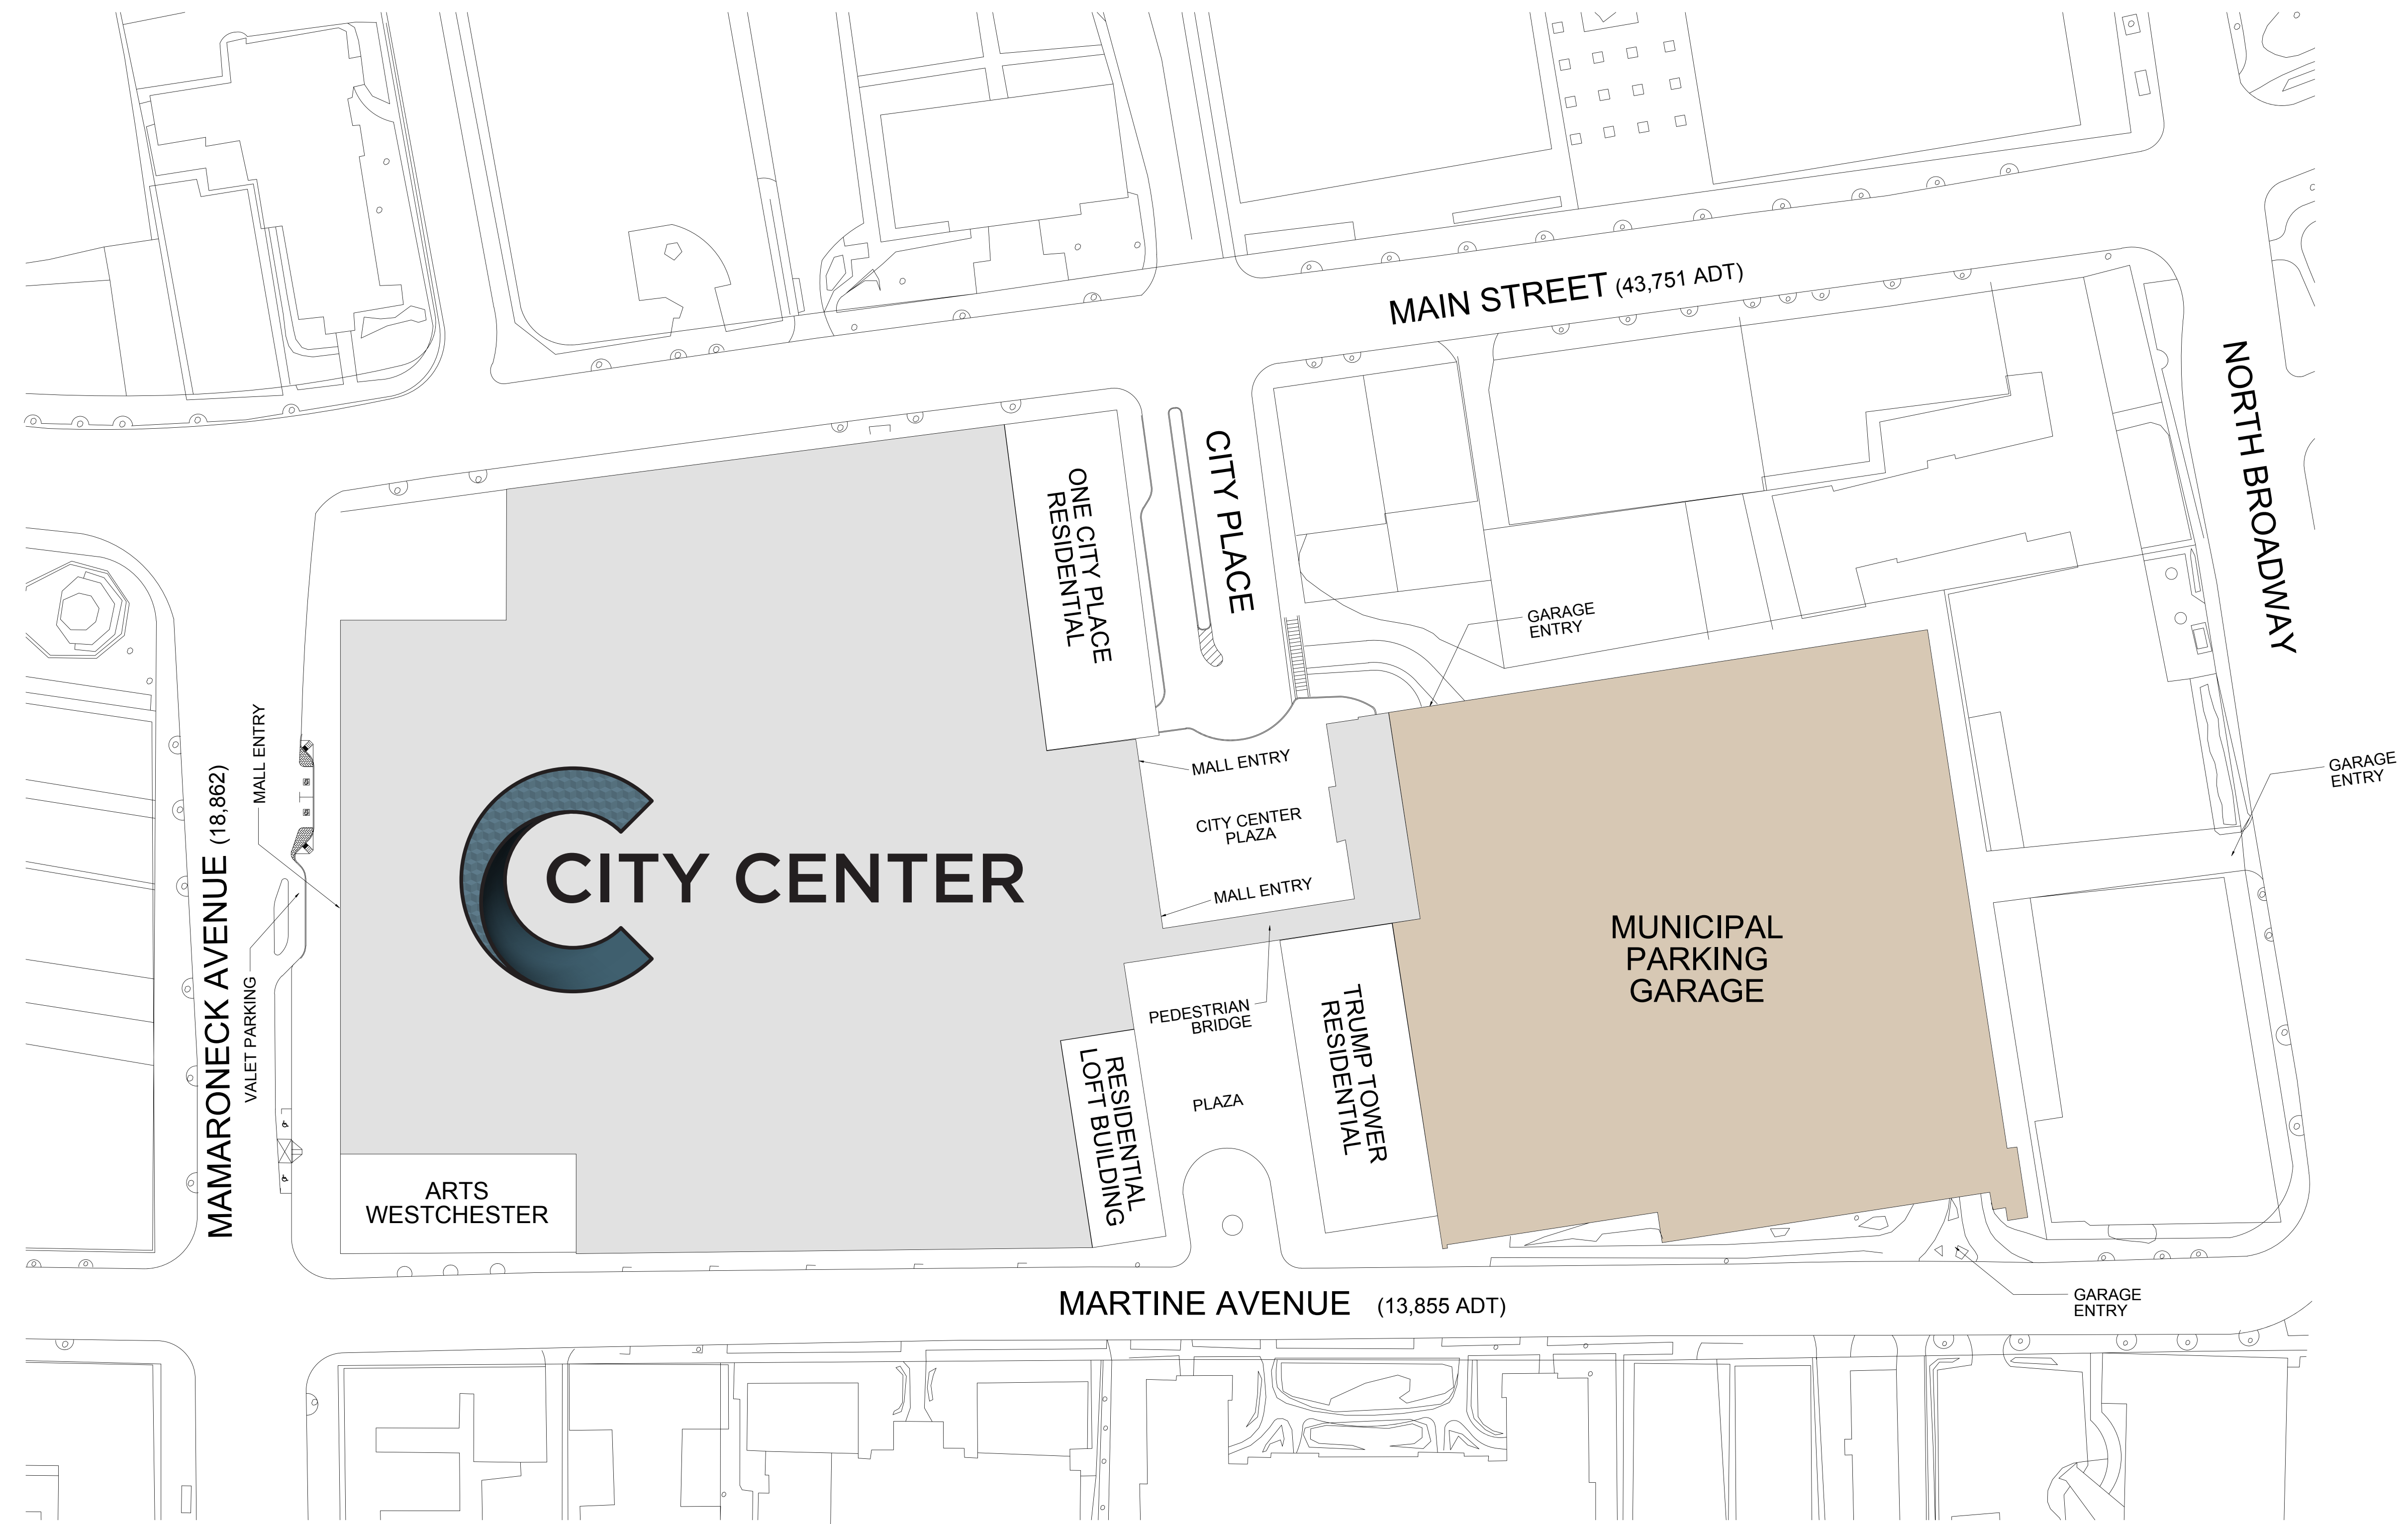 MAIN STREET (43,751 ADT)
NORTH BROADWAY
CITY PLACE
ONE CITY PLACE
RESIDENTIAL
GARAGE
ENTRY
MALL ENTRY
MALL ENTRY
CITY CENTER
PLAZA
MALL ENTRY
GARAGE
ENTRY
MAMARONECK AVENUE (18,862)
VALET PARKING
CITY CENTER
MUNICIPAL
PARKING
GARAGE
PEDESTRIAN
BRIDGE
PLAZA
TRUMP TOWER
RESIDENTIAL
RESIDENTIAL
LOFT BUILDING
ARTS
WESTCHESTER
MARTINE AVENUE (13,855 ADT)
GARAGE
ENTRY